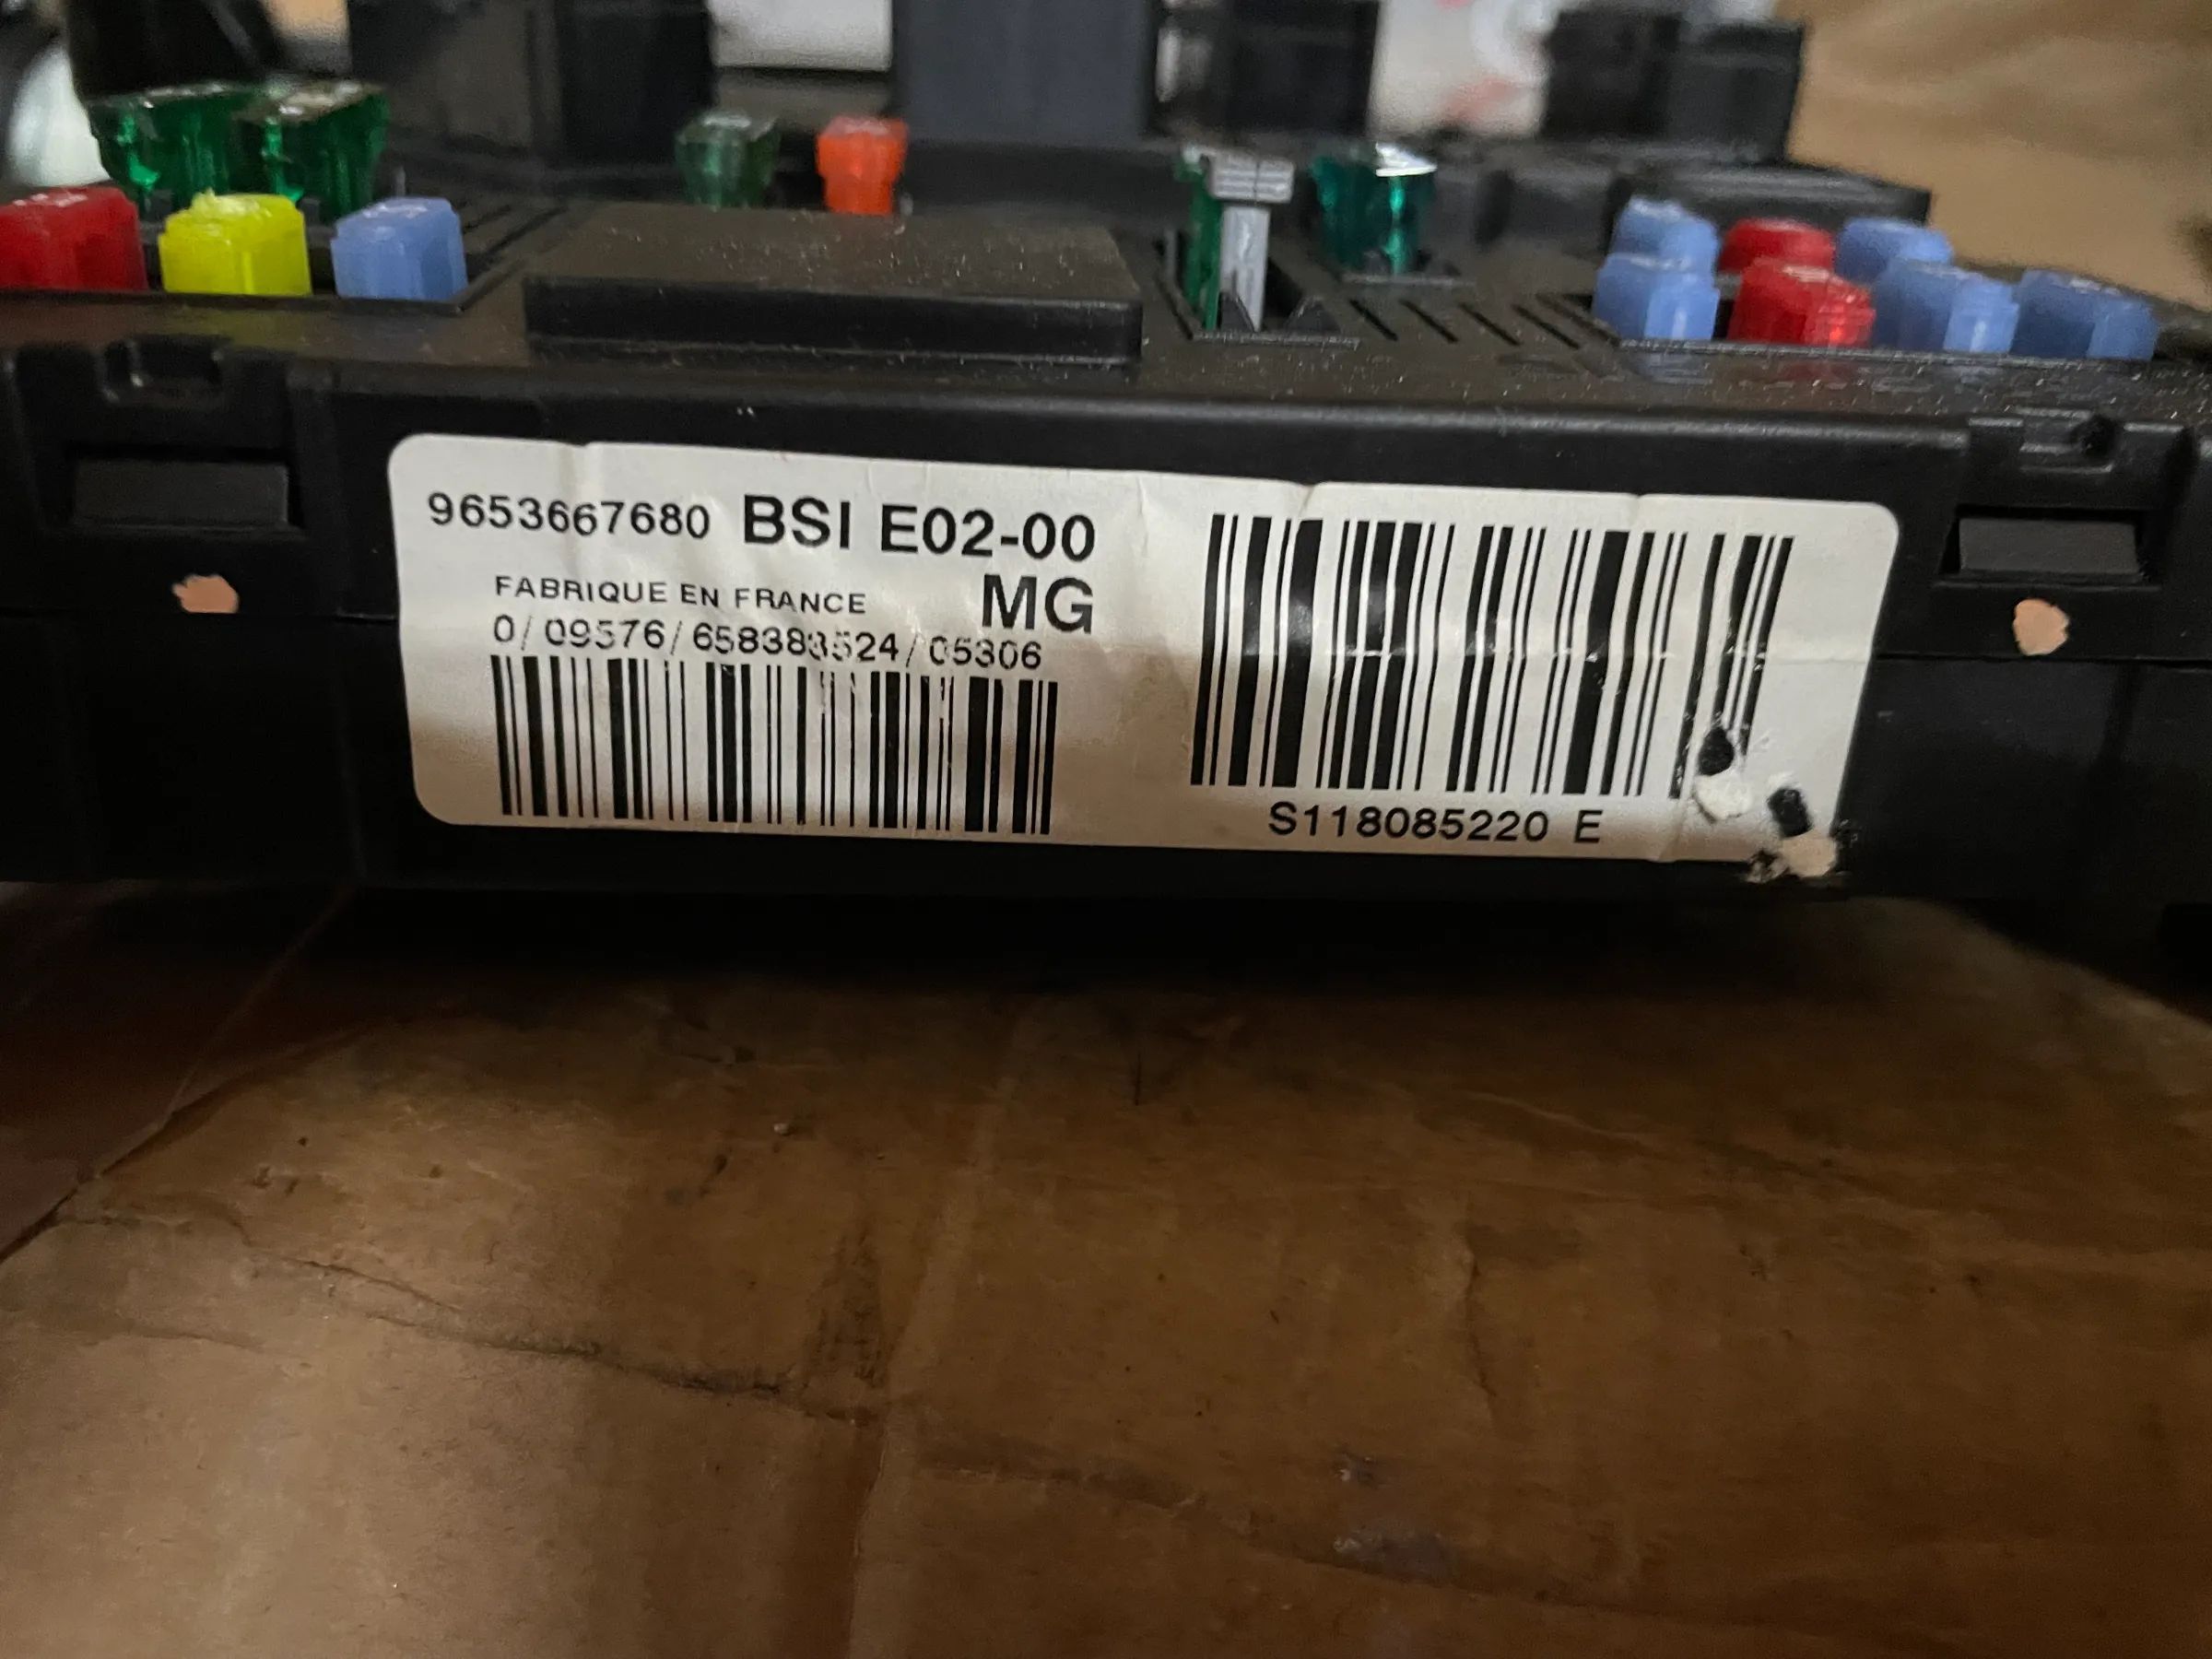 9653667680 BSI E02-00
FABRIQUE EN FRANCE MG
0/09576/658383524/05306
S118085220 E